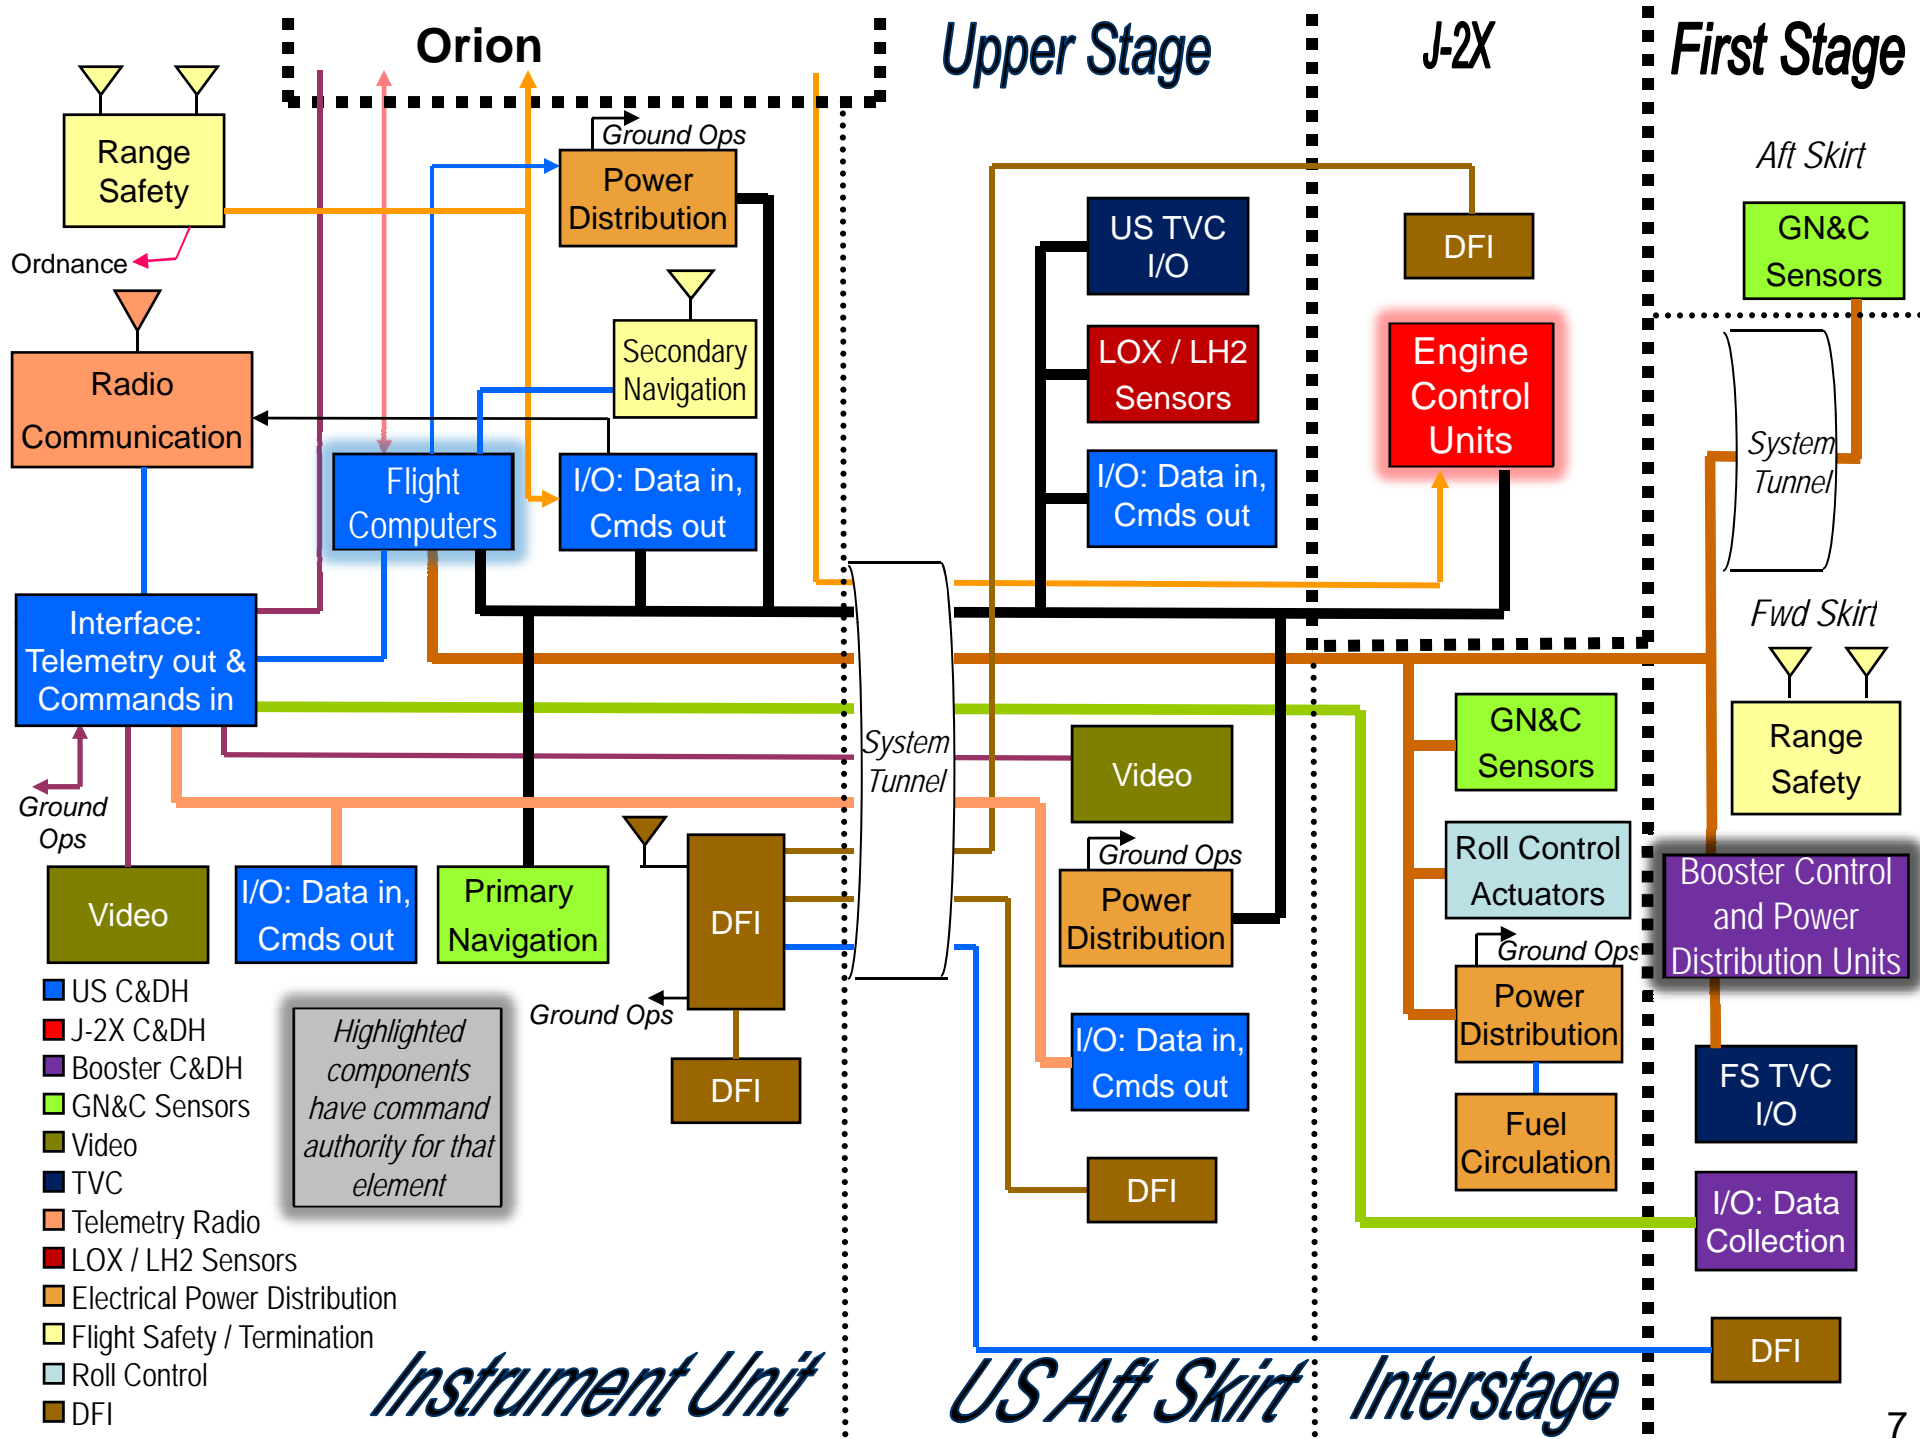 Orion
Upper Stage
J-2X
First Stage
Range
Safety
Ordnance
Radio
Communication
Ground Ops
Power
Distribution
Secondary
Navigation
Flight
Computers
I/O: Data in,
Cmds out
Interface:
Telemetry out &
Commands in
Ground
Ops
Video
I/O: Data in,
Cmds out
Primary
Navigation
DFI
Ground Ops
DFI
System
Tunnel
US TVC
I/O
LOX / LH2
Sensors
I/O: Data in,
Cmds out
Video
Ground Ops
Power
Distribution
I/O: Data in,
Cmds out
DFI
DFI
Engine
Control
Units
GN&C
Sensors
Roll Control
Actuators
Ground Ops
Power
Distribution
Fuel
Circulation
Aft Skirt
GN&C
Sensors
System
Tunnel
Fwd Skirt
Range
Safety
Booster Control
and Power
Distribution Units
FS TVC
I/O
I/O: Data
Collection
DFI
US C&DH
J-2X C&DH
Booster C&DH
GN&C Sensors
Video
TVC
Telemetry Radio
LOX / LH2 Sensors
Electrical Power Distribution
Flight Safety / Termination
Roll Control
DFI
Highlighted
components
have command
authority for that
element
Instrument Unit
US Aft Skirt
Interstage
7